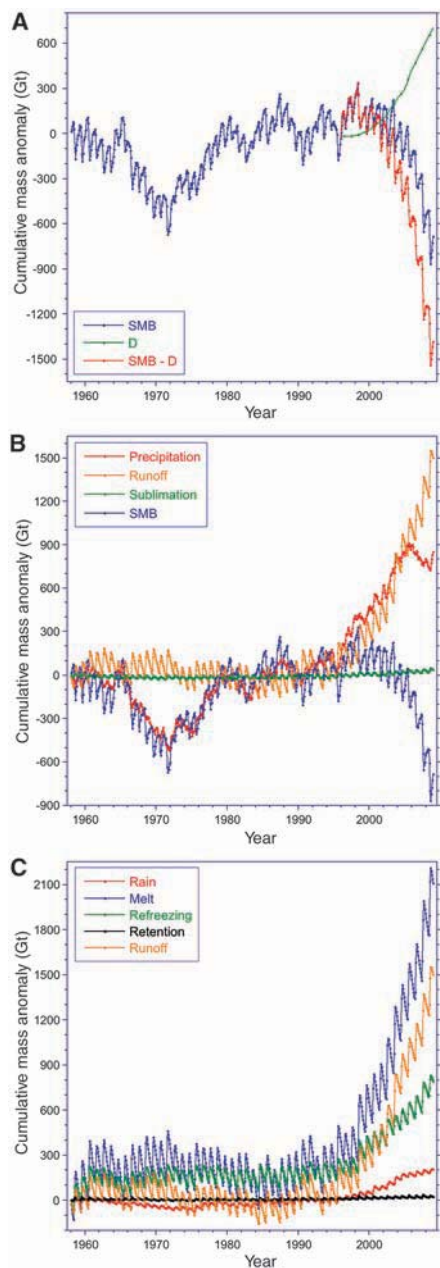 A
Cumulative mass anomaly (Gt)
600
300
0
-300
-600
-900
-1200
-1500
SMB
D
SMB - D
1960
1970
1980
1990
2000
Year
B
Cumulative mass anomaly (Gt)
1500
1200
900
600
300
0
-300
-600
-900
Precipitation
Runoff
Sublimation
SMB
1960
1970
1980
1990
2000
Year
C
Cumulative mass anomaly (Gt)
2100
1800
1500
1200
900
600
300
0
Rain
Melt
Refreezing
Retention
Runoff
1960
1970
1980
1990
2000
Year